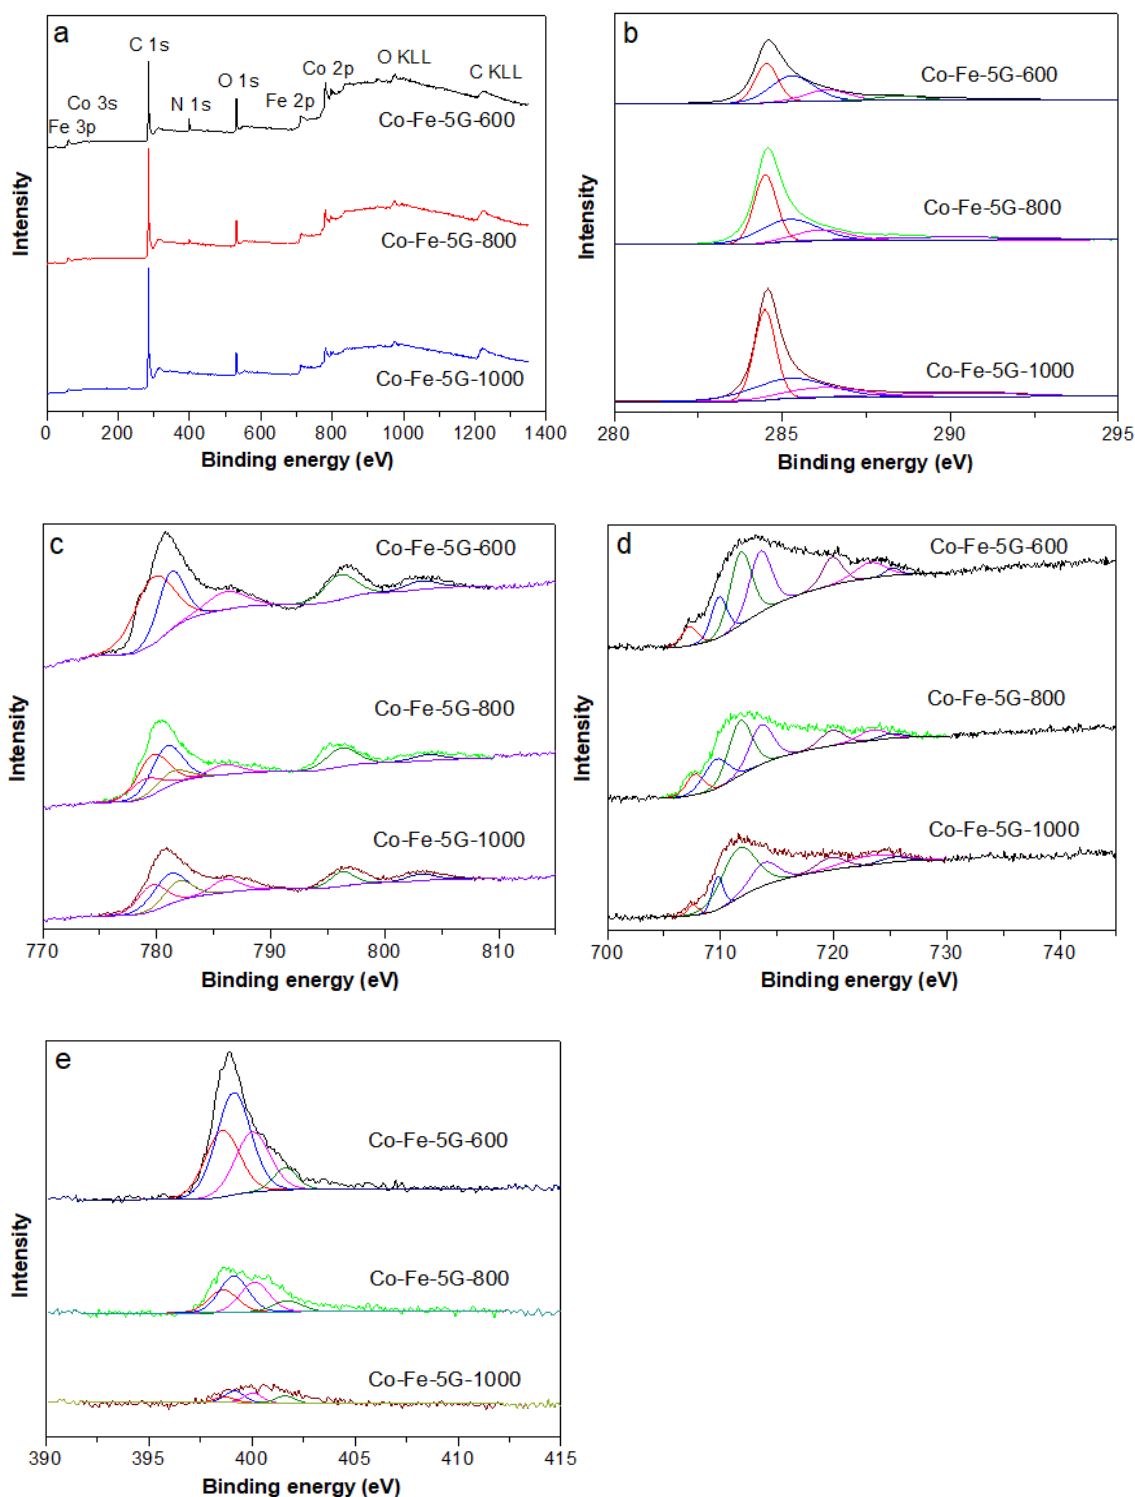 a
C 1s
O KLL
Co 2p
C KLL
O 1s
Co 3s
N 1s
Fe 2p
Fe 3p
Co-Fe-5G-600
Co-Fe-5G-800
Co-Fe-5G-1000
Intensity
0 200 400 600 800 1000 1200 1400
Binding energy (eV)
b
Co-Fe-5G-600
Co-Fe-5G-800
Co-Fe-5G-1000
Intensity
280 285 290 295
Binding energy (eV)
c
Co-Fe-5G-600
Co-Fe-5G-800
Co-Fe-5G-1000
Intensity
770 780 790 800 810
Binding energy (eV)
d
Co-Fe-5G-600
Co-Fe-5G-800
Co-Fe-5G-1000
Intensity
700 710 720 730 740
Binding energy (eV)
e
Co-Fe-5G-600
Co-Fe-5G-800
Co-Fe-5G-1000
Intensity
390 395 400 405 410 415
Binding energy (eV)